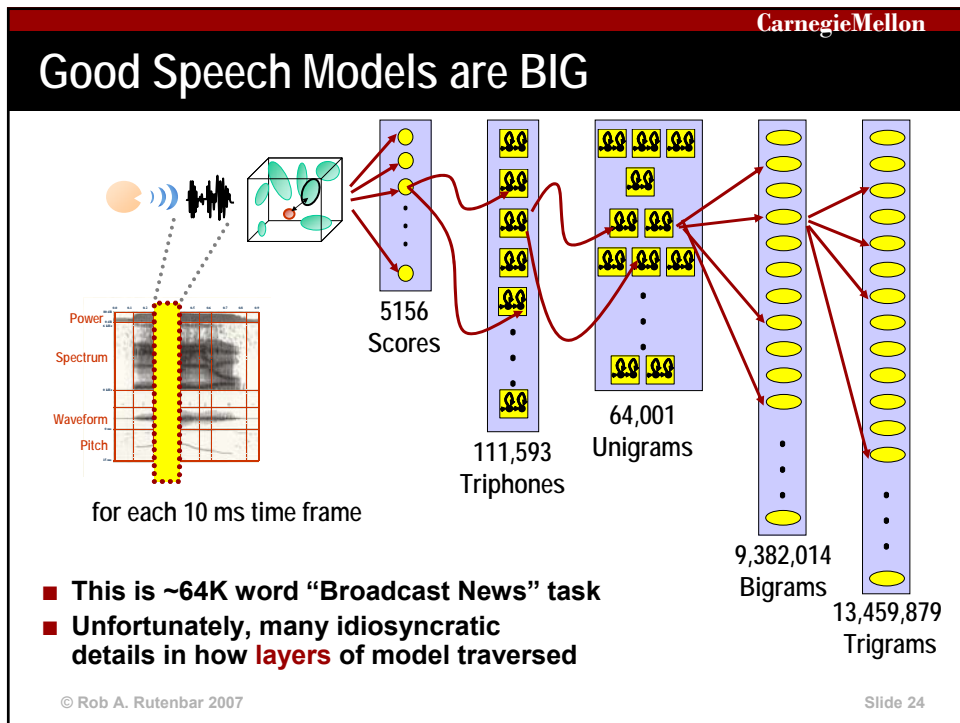 CarnegieMellon
Good Speech Models are BIG
Power
Spectrum
Waveform
Pitch
for each 10 ms time frame
5156
Scores
111,593
Triphones
64,001
Unigrams
9,382,014
Bigrams
13,459,879
Trigrams
This is ~64K word “Broadcast News” task
Unfortunately, many idiosyncratic
details in how layers of model traversed
© Rob A. Rutenbar 2007
Slide 24